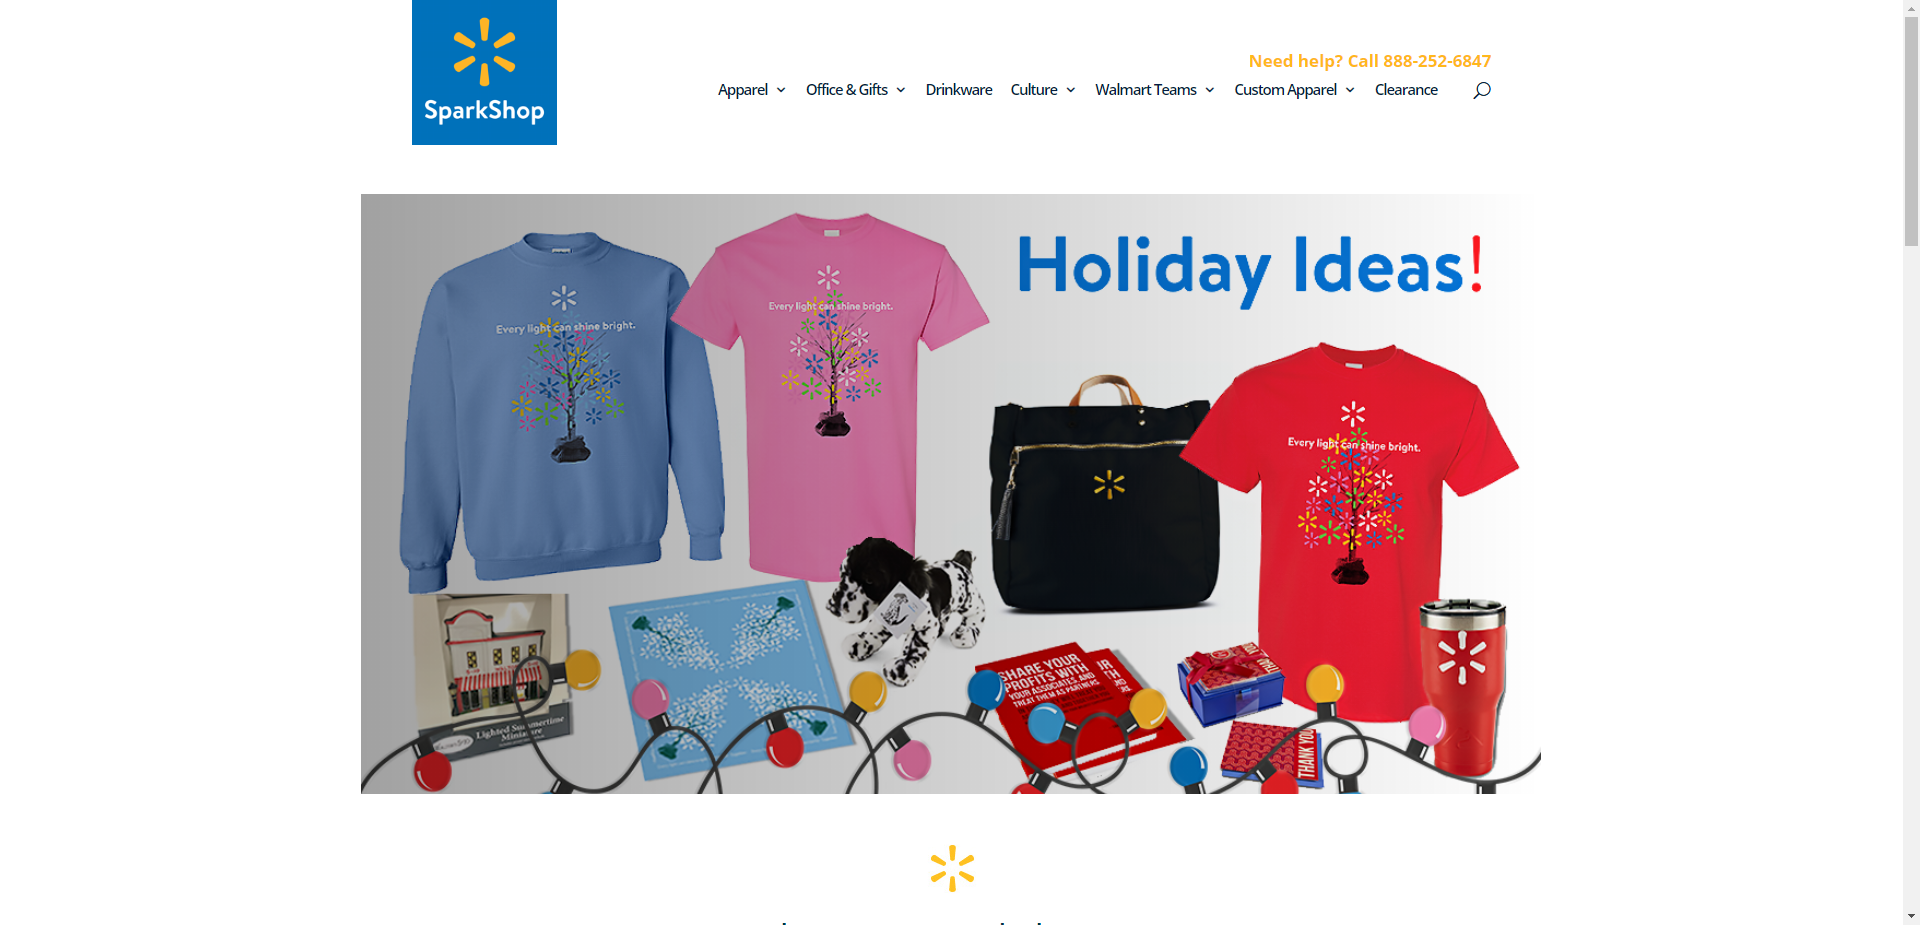 SparkShop
Need help? Call 888-252-6847
Apparel
Office & Gifts
Drinkware
Culture
Walmart Teams
Custom Apparel
Clearance
Holiday Ideas!
Every light can shine bright.
Every light can shine bright.
Every light can shine bright.
SHARE YOUR
PROFITS WITH
YOUR ASSOCIATES, AND
TREAT THEM AS PARTNERS
Lighted Summertime
Miniature
THANK YOU